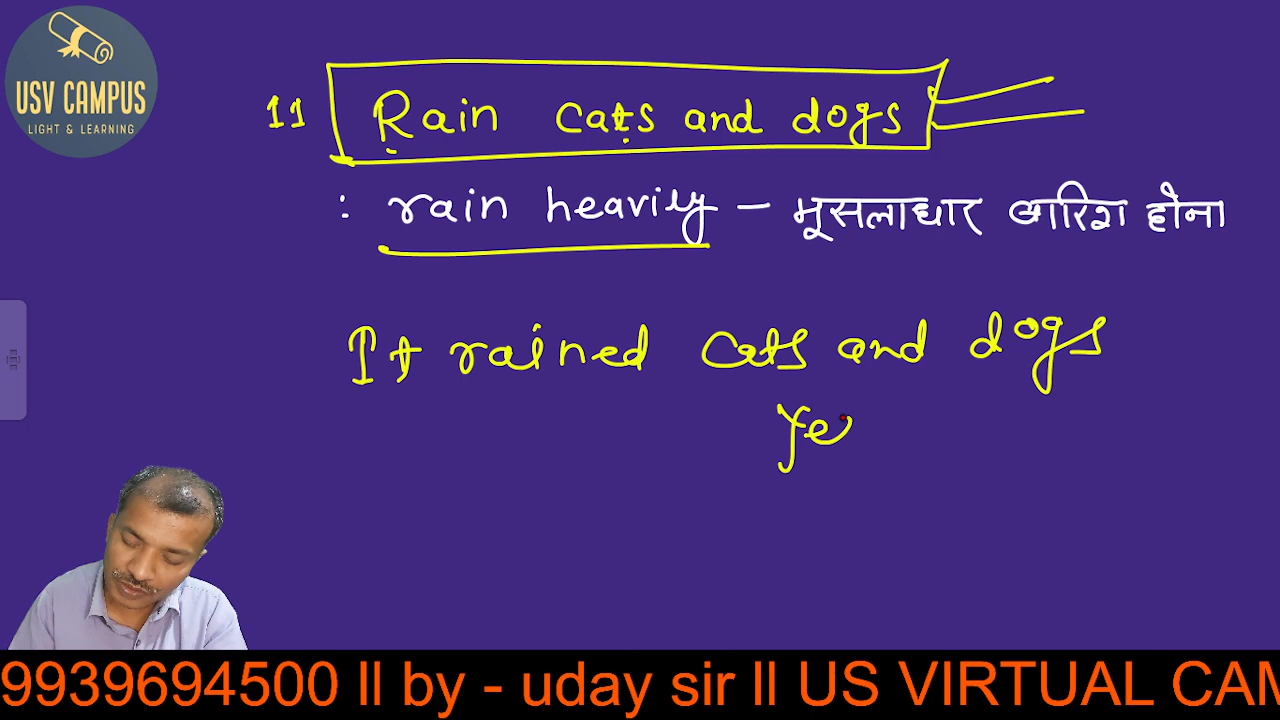 USV CAMPUS
LIGHT & LEARNING
11 Rain cats and dogs
: rain heavily - मूसलाधार बारिश होना
It rained cats and dogs
Ye
9939694500 ll by - uday sir ll US VIRTUAL CAM